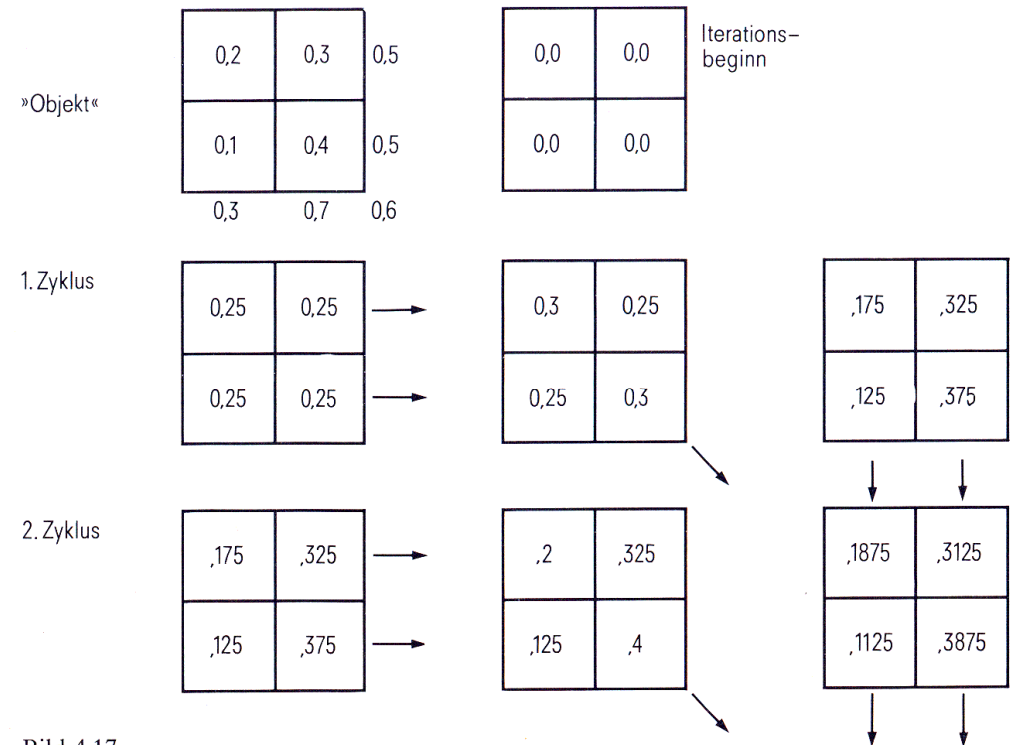 0,2 0,3 0,5 0,0 0,0 Iterations–
beginn
»Objekt«
0,1 0,4 0,5 0,0 0,0
0,3 0,7 0,6
1. Zyklus
0,25 0,25 0,3 0,25 ,175 ,325
0,25 0,25 0,25 0,3 ,125 ,375
2. Zyklus
,175 ,325 ,2 ,325 ,1875 ,3125
,125 ,375 ,125 ,4 ,1125 ,3875
Bild 4.17